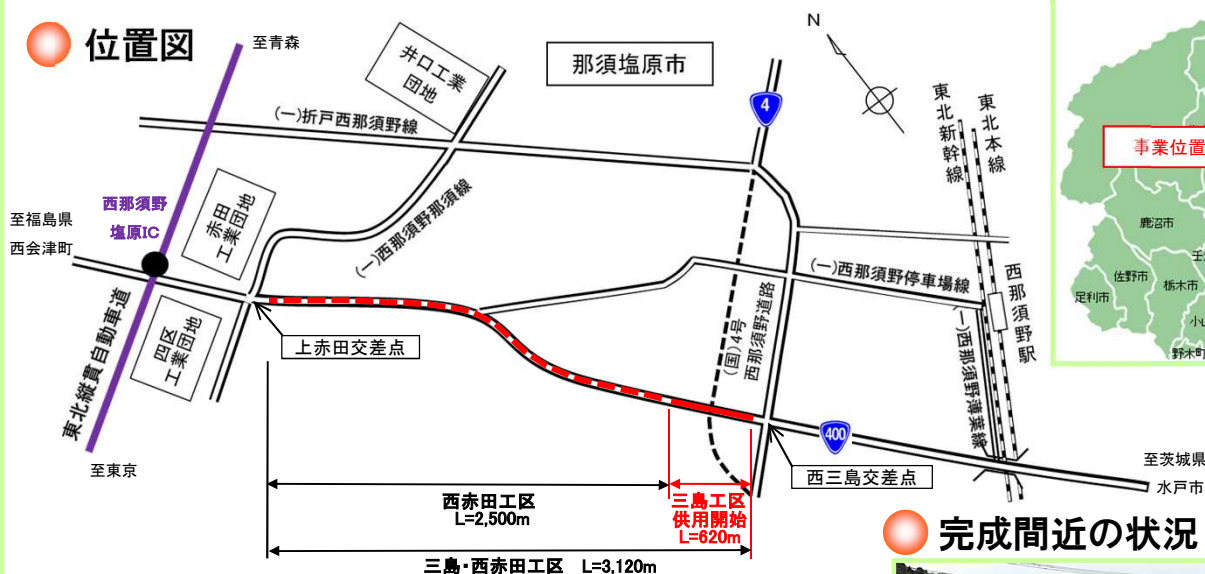 位置図
至青森
井口工業
団地
那須塩原市
N
4
(一)折戸西那須野線
東北新幹線
東北本線
事業位置
鹿沼市
佐野市
栃木市
足利市
野木町
西那須野
塩原IC
赤田
工業団地
(一)西那須野那須線
至福島県
西会津町
(一)西那須野停車場線
西那須野駅
東北縦貫自動車道
四区
工業団地
上赤田交差点
(国)4号
西那須野道路
(一)西那須野薄葉線
400
至東京
西三島交差点
至茨城県
水戸市
西赤田工区
L=2,500m
三島工区
供用開始
L=620m
三島・西赤田工区 L=3,120m
完成間近の状況